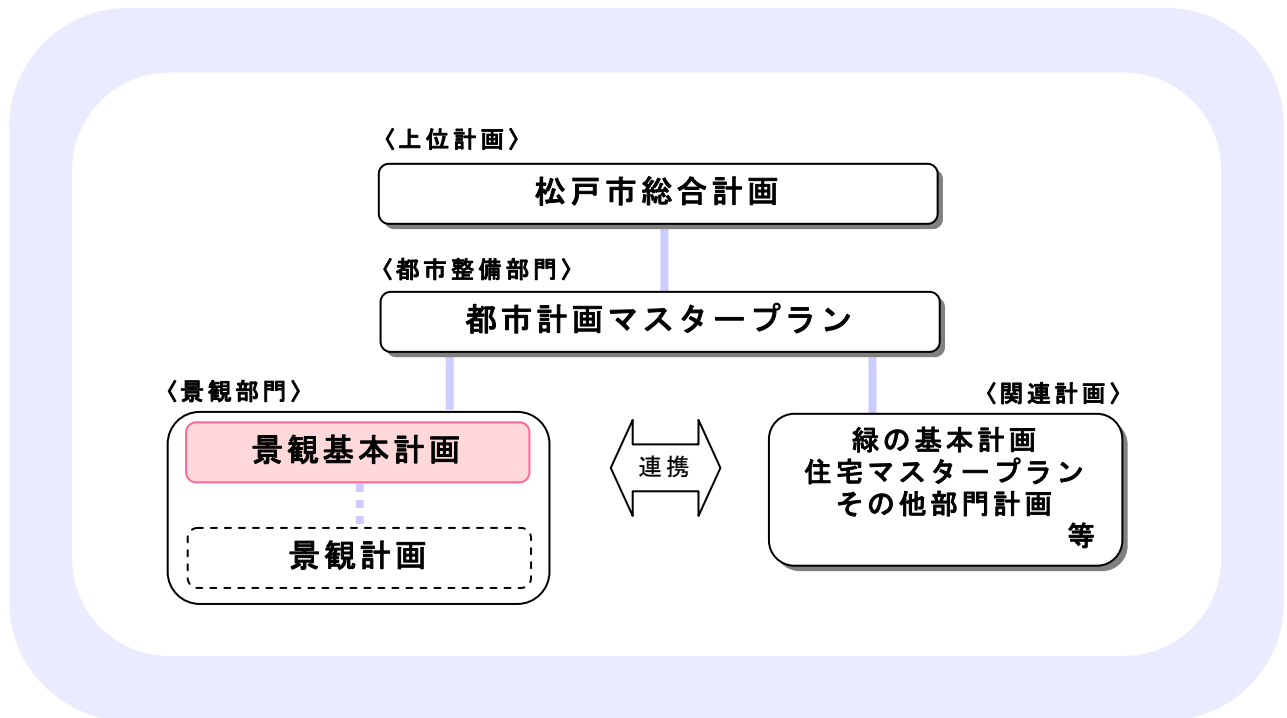 〈上位計画〉
松戸市総合計画
〈都市整備部門〉
都市計画マスタープラン
〈景観部門〉
景観基本計画
景観計画
連携
〈関連計画〉
緑の基本計画
住宅マスタープラン
その他部門計画
等